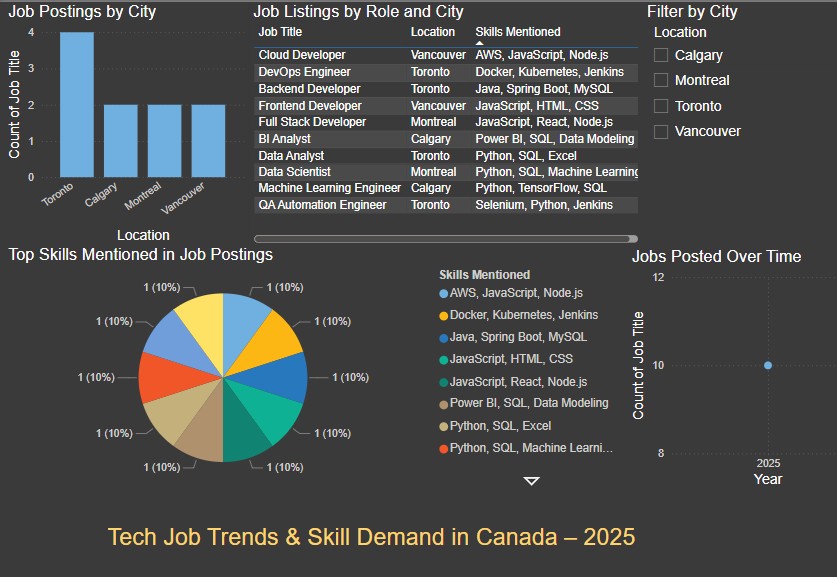 Job Postings by City
Count of Job Title
4
3
2
1
0
Toronto
Calgary
Montreal
Vancouver
Location
Job Listings by Role and City
Job Title Location Skills Mentioned
Cloud Developer Vancouver AWS, JavaScript, Node.js
DevOps Engineer Toronto Docker, Kubernetes, Jenkins
Backend Developer Toronto Java, Spring Boot, MySQL
Frontend Developer Vancouver JavaScript, HTML, CSS
Full Stack Developer Montreal JavaScript, React, Node.js
BI Analyst Calgary Power BI, SQL, Data Modeling
Data Analyst Toronto Python, SQL, Excel
Data Scientist Montreal Python, SQL, Machine Learning
Machine Learning Engineer Calgary Python, TensorFlow, SQL
QA Automation Engineer Toronto Selenium, Python, Jenkins
Filter by City
Location
Calgary
Montreal
Toronto
Vancouver
Top Skills Mentioned in Job Postings
1 (10%)
1 (10%)
1 (10%)
1 (10%)
1 (10%)
1 (10%)
1 (10%)
1 (10%)
1 (10%)
1 (10%)
Skills Mentioned
AWS, JavaScript, Node.js
Docker, Kubernetes, Jenkins
Java, Spring Boot, MySQL
JavaScript, HTML, CSS
JavaScript, React, Node.js
Power BI, SQL, Data Modeling
Python, SQL, Excel
Python, SQL, Machine Learni...
Jobs Posted Over Time
Count of Job Title
12
10
8
2025
Year
Tech Job Trends & Skill Demand in Canada – 2025